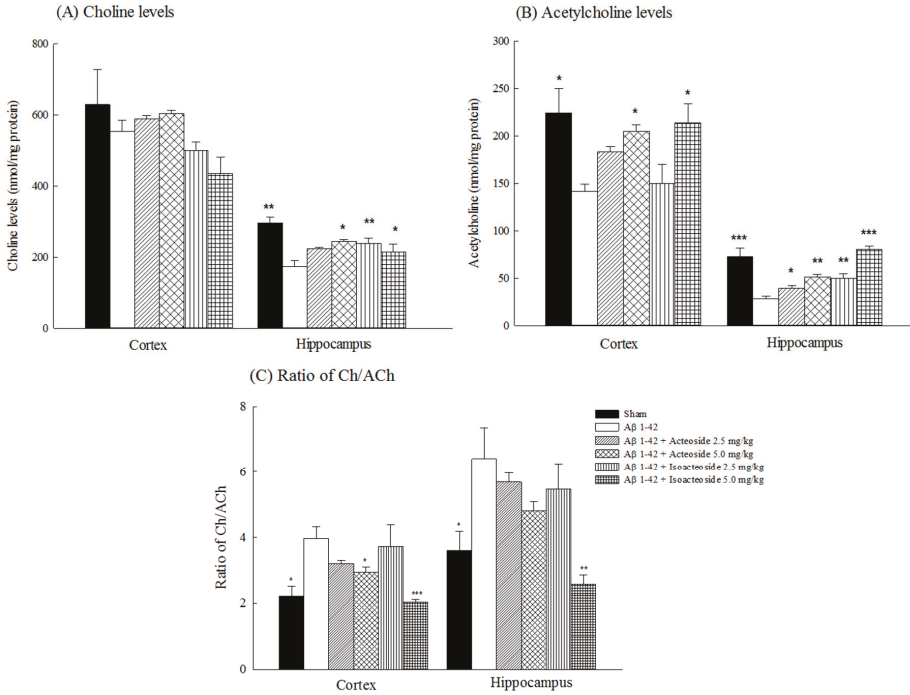 (A) Choline levels
Choline levels (nmol/mg protein)
800
600
400
200
0
**
*
**
*
Cortex
Hippocampus
(B) Acetylcholine levels
Acetylcholine (nmol/mg protein)
300
250
200
150
100
50
0
*
*
*
***
*
**
**
***
Cortex
Hippocampus
(C) Ratio of Ch/ACh
Ratio of Ch/ACh
8
6
4
2
0
*
*
***
*
**
Cortex
Hippocampus
Sham
Aβ 1-42
Aβ 1-42 + Acteoside 2.5 mg/kg
Aβ 1-42 + Acteoside 5.0 mg/kg
Aβ 1-42 + Isoacteoside 2.5 mg/kg
Aβ 1-42 + Isoacteoside 5.0 mg/kg